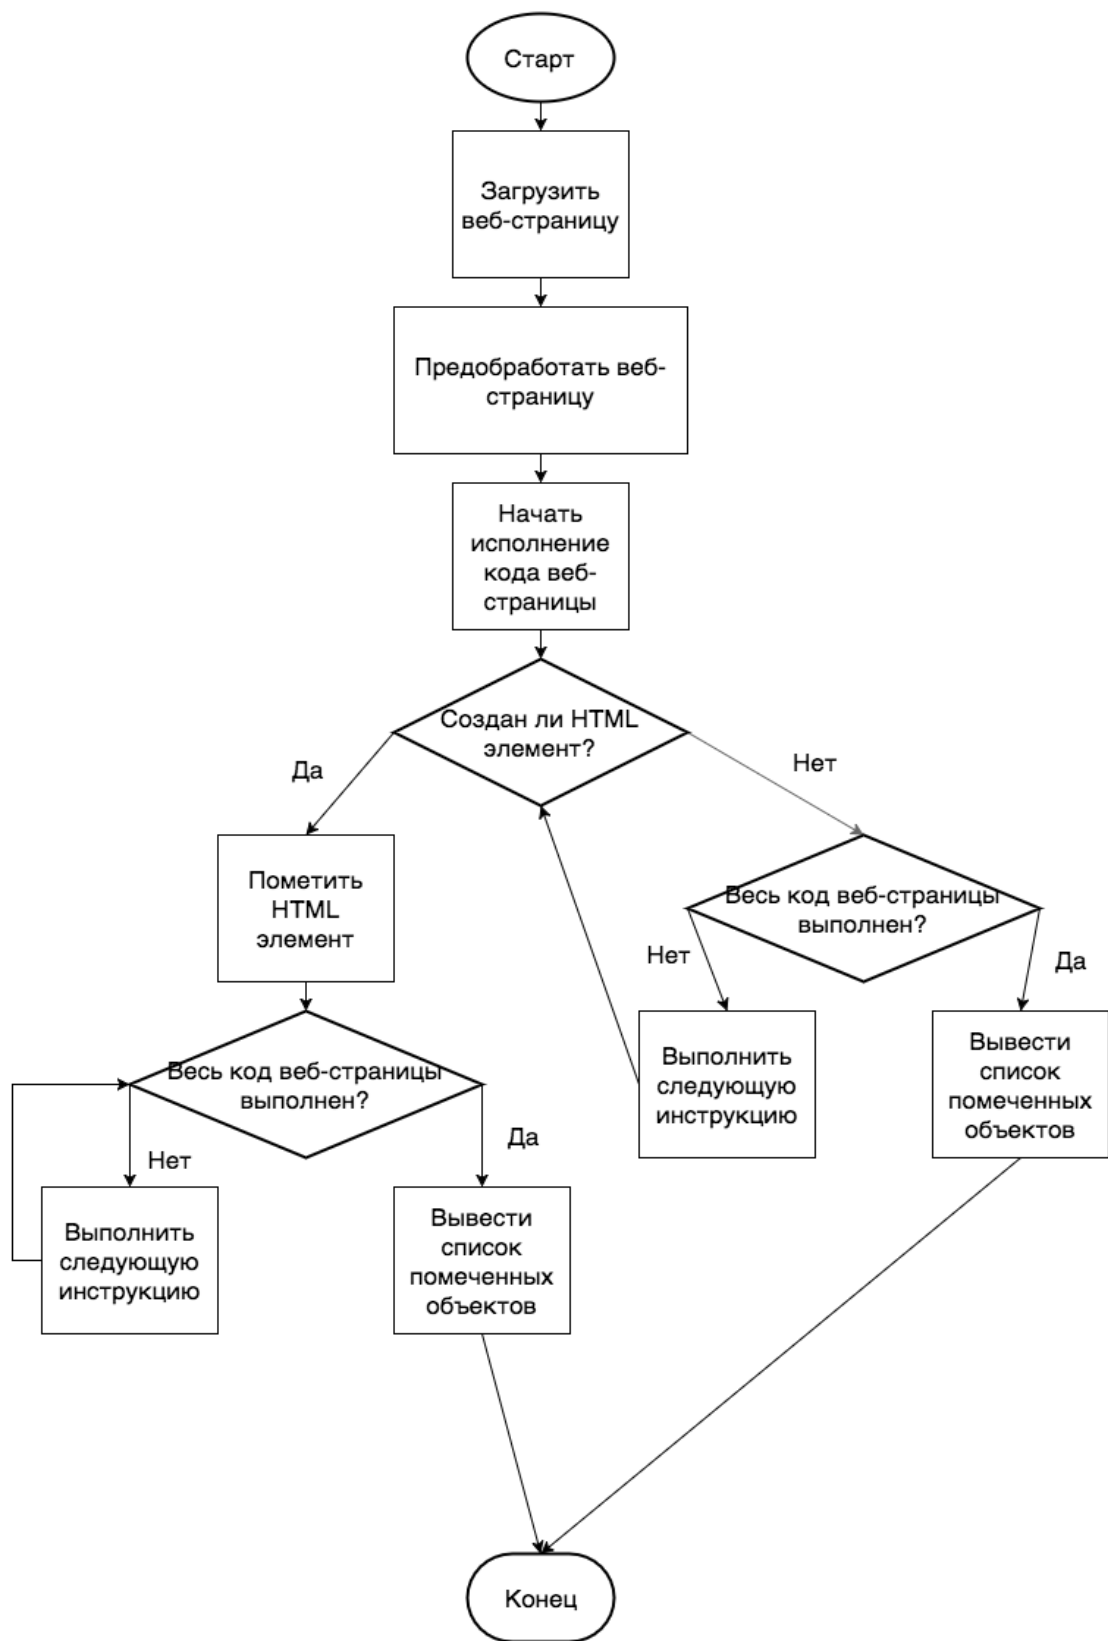 Старт
Загрузить
веб-страницу
Предобработать веб-
страницу
Начать
исполнение
кода веб-
страницы
Создан ли HTML
элемент?
Да
Нет
Пометить
HTML
элемент
Весь код веб-страницы
выполнен?
Нет
Да
Выполнить
следующую
инструкцию
Вывести
список
помеченных
объектов
Весь код веб-страницы
выполнен?
Нет
Да
Выполнить
следующую
инструкцию
Вывести
список
помеченных
объектов
Конец